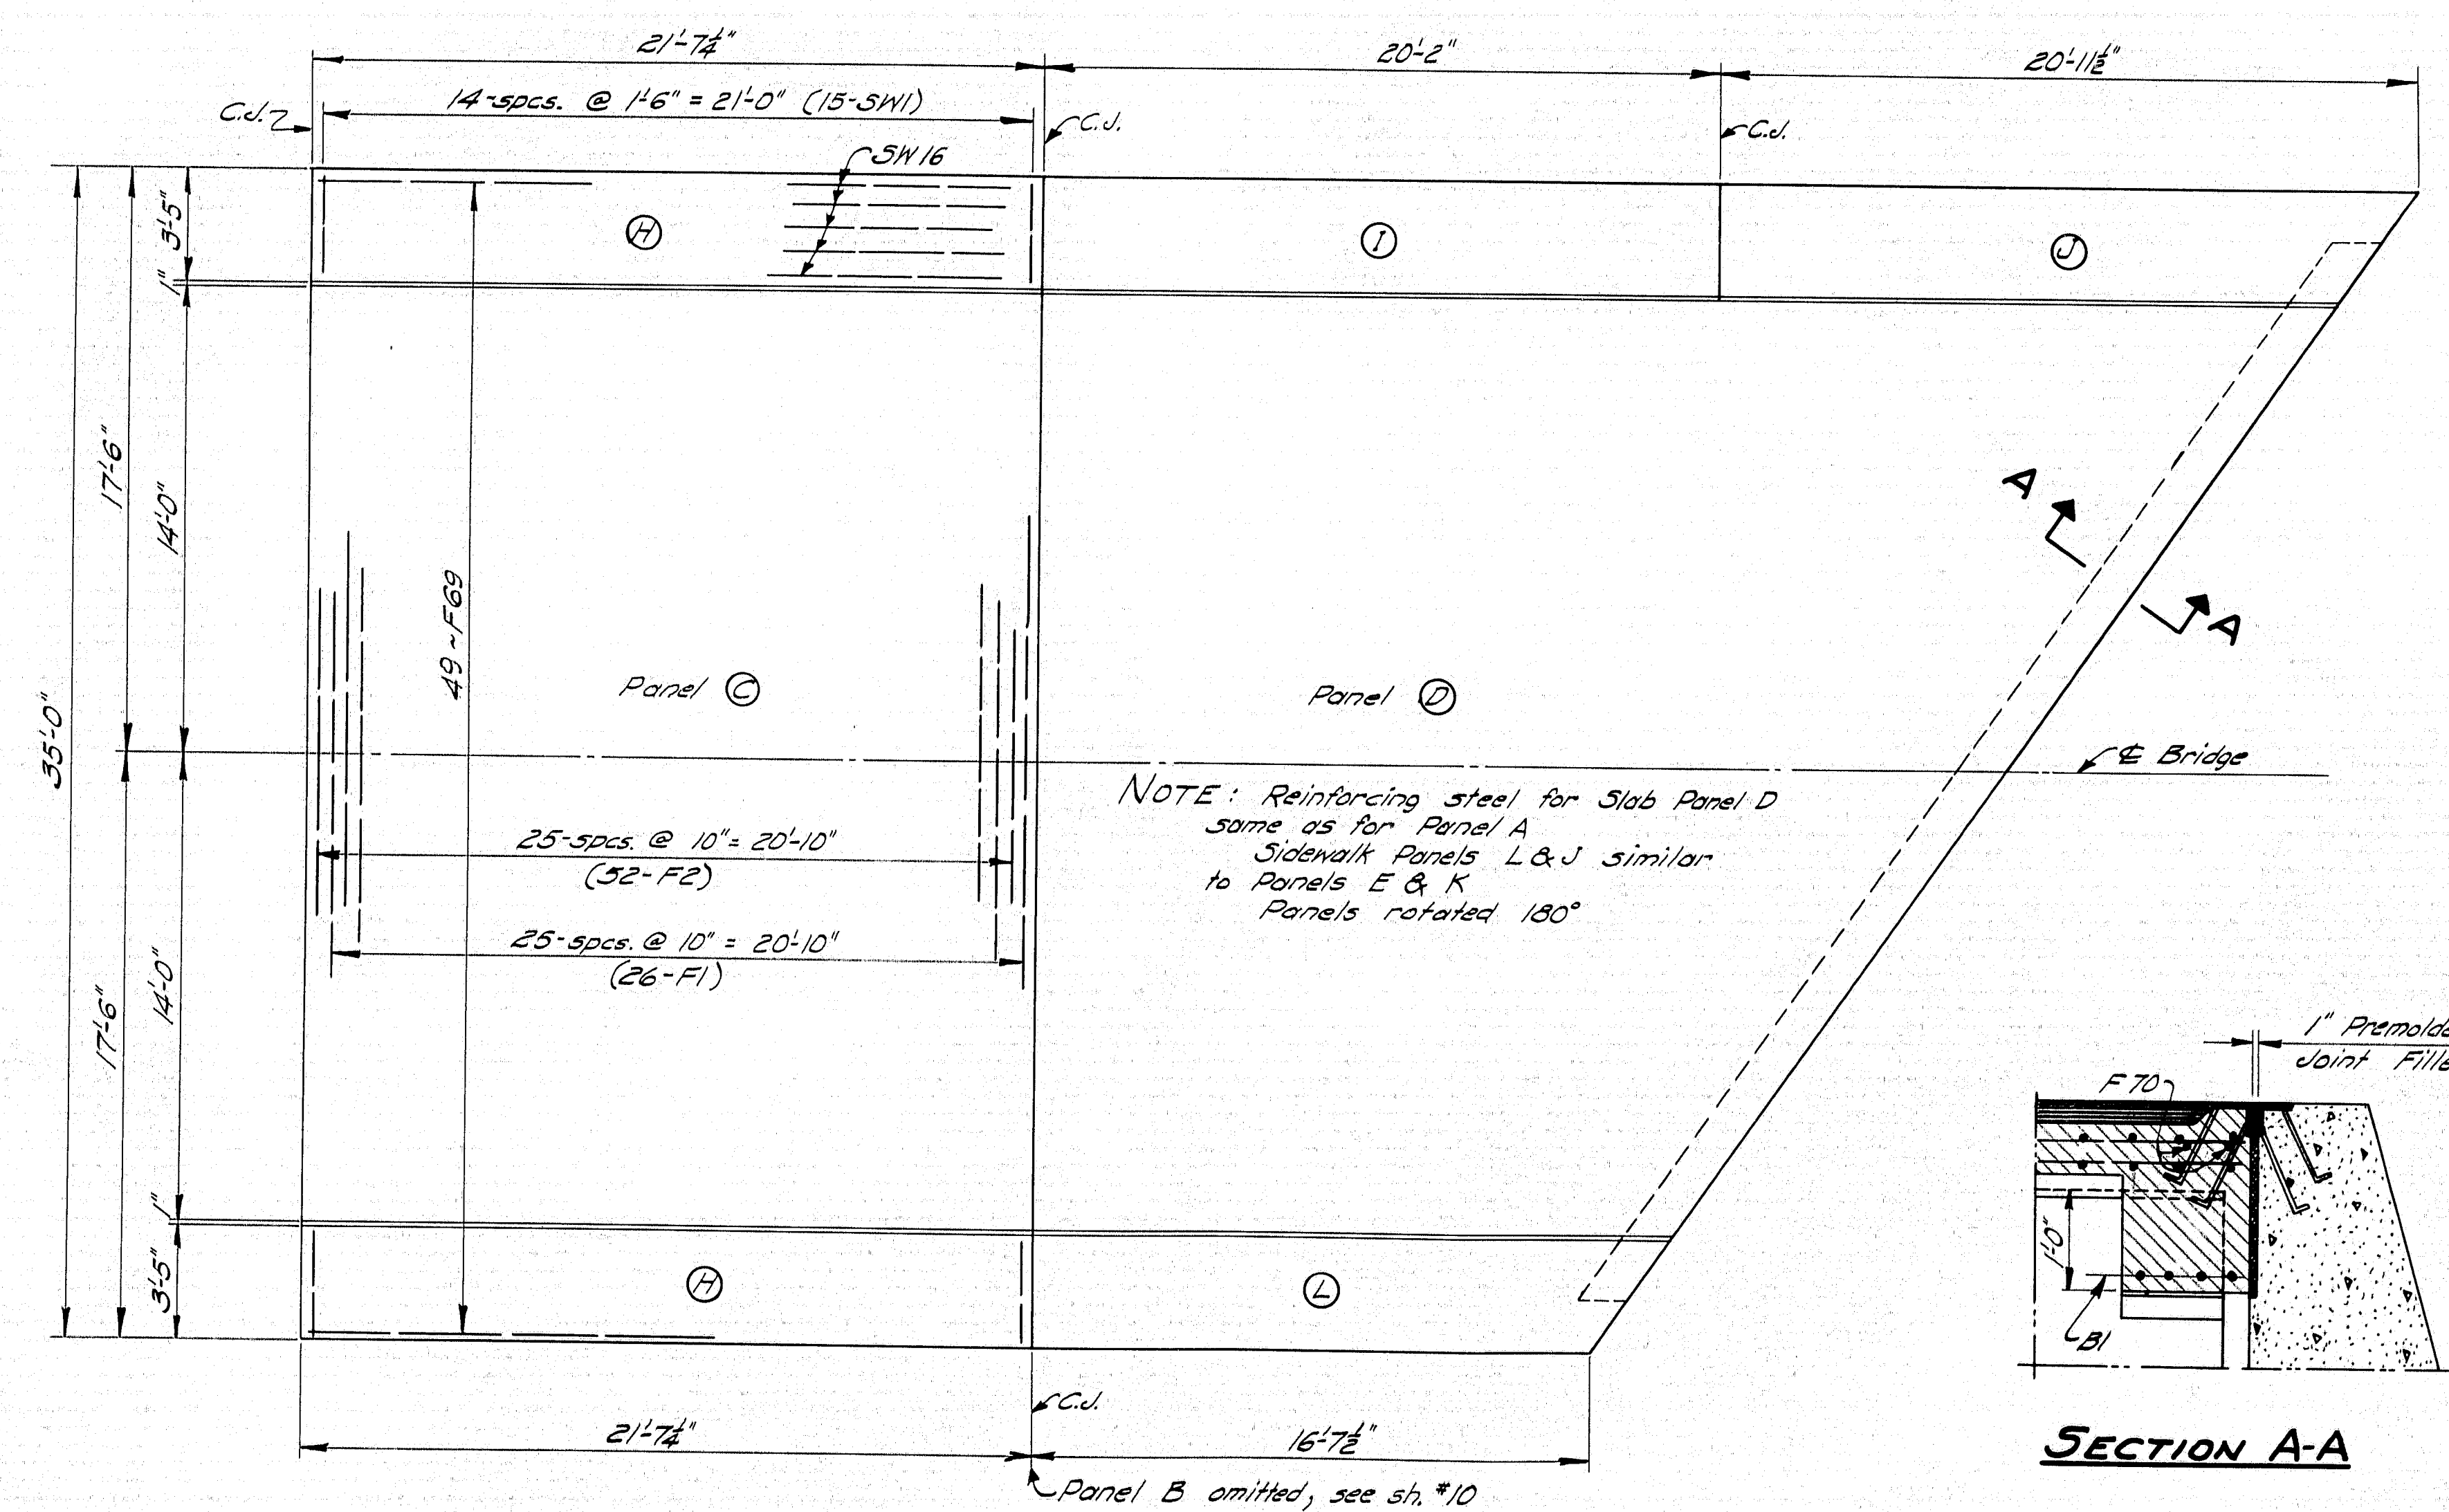 21'-7¼"
20'-2"
20'-11½"
14-spcs. @ 1'-6" = 21'-0" (15-SW1)
C.J.
C.J.
C.J.
SW16
3'-5"
H
I
J
1"
17'-6"
14'-0"
A
A
49~F69
35'-0"
Panel C
Panel D
℄ Bridge
NOTE: Reinforcing steel for Slab Panel D
same as for Panel A
Sidewalk Panels L & J similar
to Panels E & K
Panels rotated 180°
25-spcs. @ 10" = 20'-10"
(52-F2)
25-spcs. @ 10" = 20'-10"
(26-F1)
17'-6"
14'-0"
1"
3'-5"
H
L
1" Premolde
Joint Fille
F70
1'-0"
B1
C.J.
21'-7¼"
16'-7½"
Panel B omitted, see sh. #10
SECTION A-A